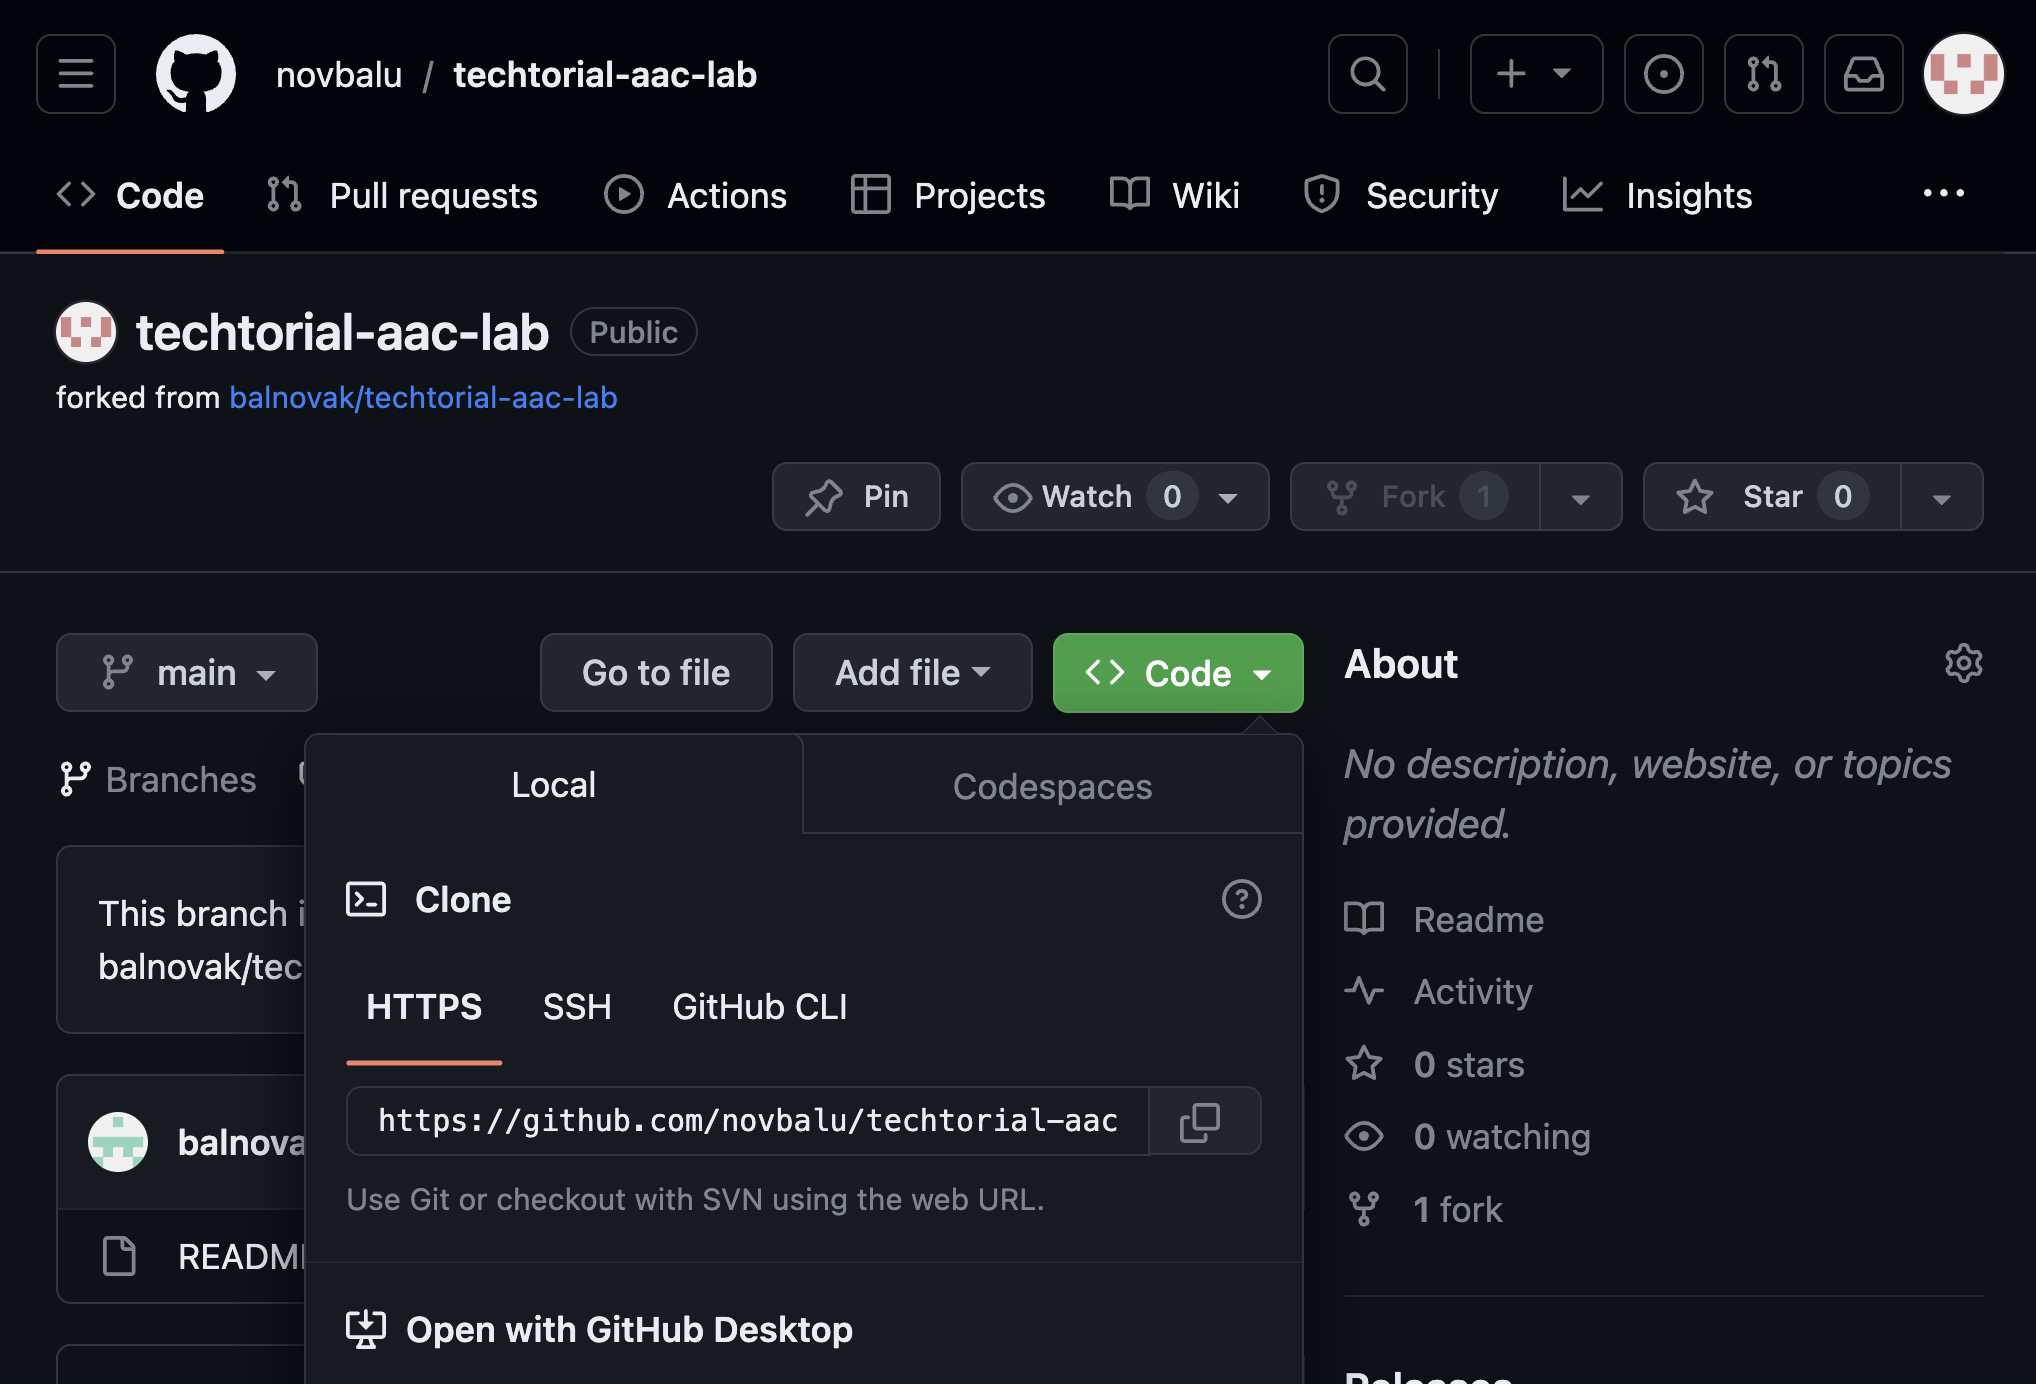 novbalu / techtorial-aac-lab
Code Pull requests Actions Projects Wiki Security Insights
techtorial-aac-lab Public
forked from balnovak/techtorial-aac-lab
Pin Watch 0 Fork 1 Star 0
main Go to file Add file Code
About
Branches
Local Codespaces
No description, website, or topics
provided.
Clone
This branch
balnovak/tec
HTTPS SSH GitHub CLI
https://github.com/novbalu/techtorial-aac
Use Git or checkout with SVN using the web URL.
Readme
Activity
0 stars
0 watching
1 fork
balnova
README
Open with GitHub Desktop
Releases